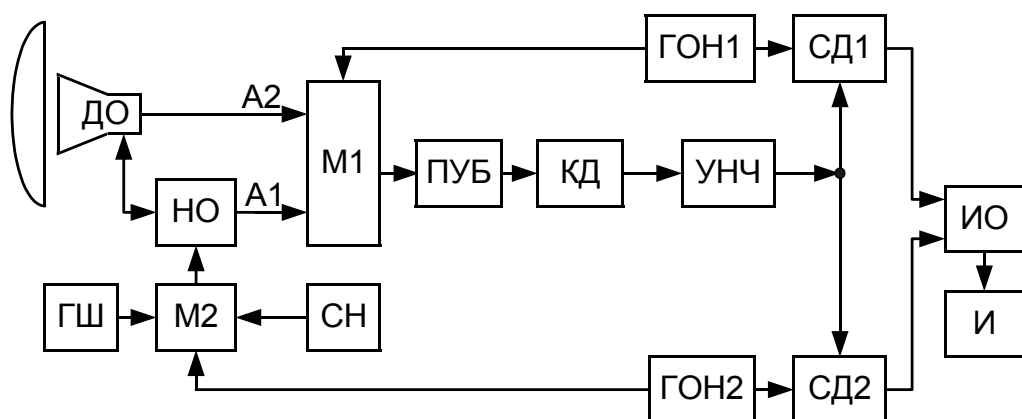 ГОН1
СД1
ДО
А2
М1
ПУБ
КД
УНЧ
НО
А1
ИО
ГШ
М2
СН
И
ГОН2
СД2